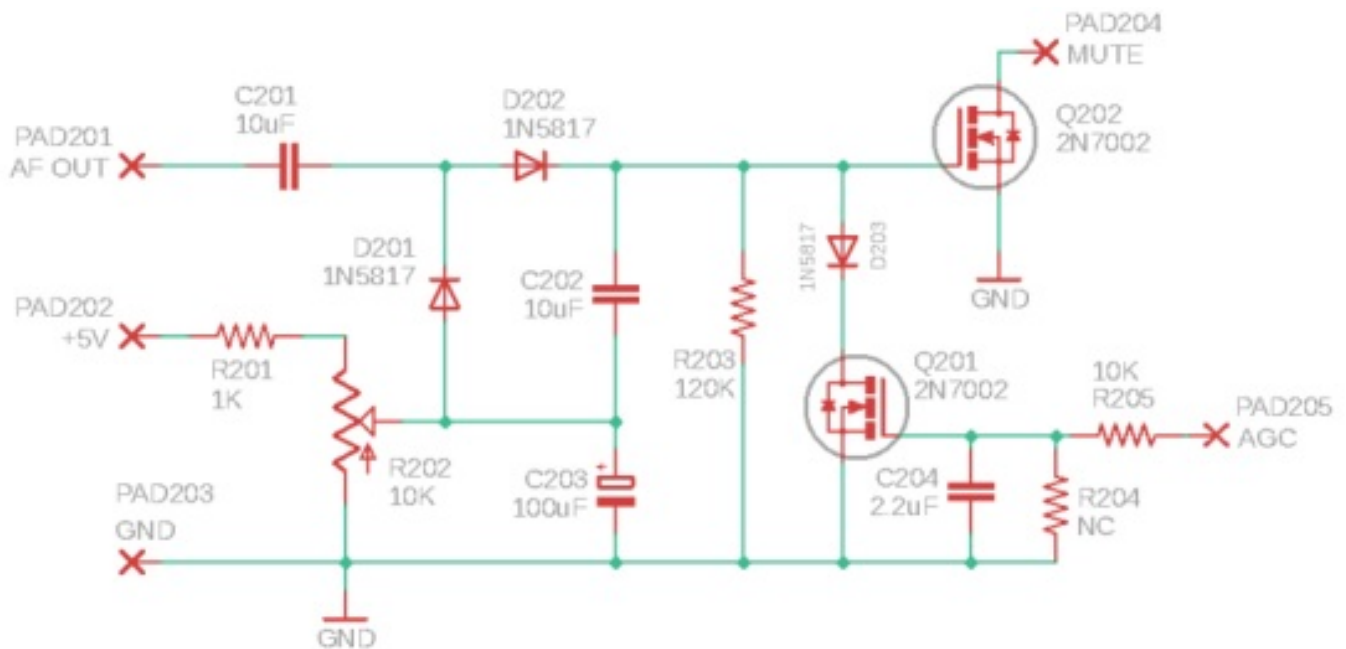 PAD204
MUTE
C201
10uF
D202
1N5817
Q202
2N7002
PAD201
AF OUT
D201
1N5817
C202
10uF
1N5817
D203
GND
PAD202
+5V
R201
1K
R203
120K
Q201
2N7002
10K
R205
PAD205
AGC
R202
10K
C203
+
100uF
C204
2.2uF
R204
NC
PAD203
GND
GND